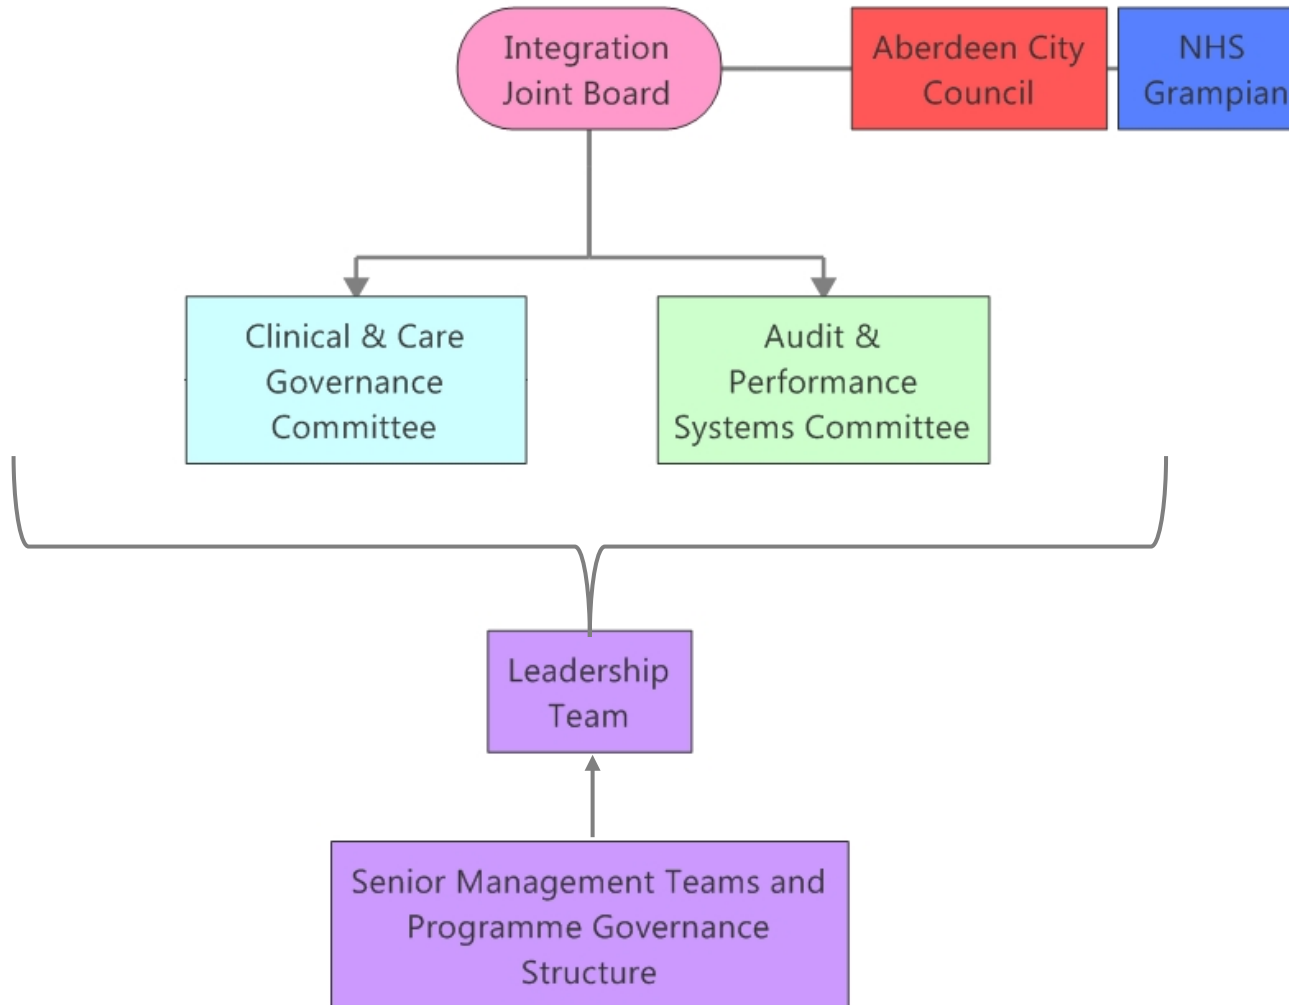 Integration
Joint Board
Aberdeen City
Council
NHS
Grampian
Clinical & Care
Governance
Committee
Audit &
Performance
Systems Committee
Leadership
Team
Senior Management Teams and
Programme Governance
Structure